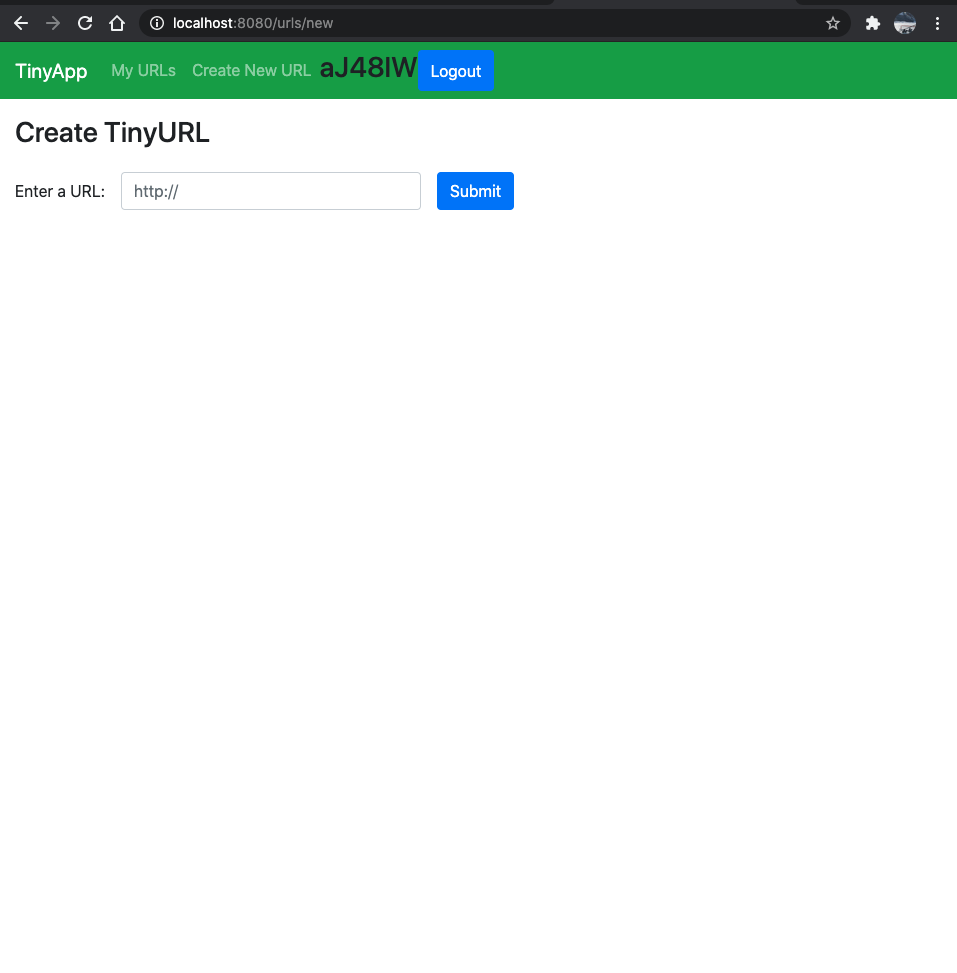 localhost:8080/urls/new
TinyApp My URLs Create New URL aJ48lW Logout
Create TinyURL
Enter a URL: http:// Submit